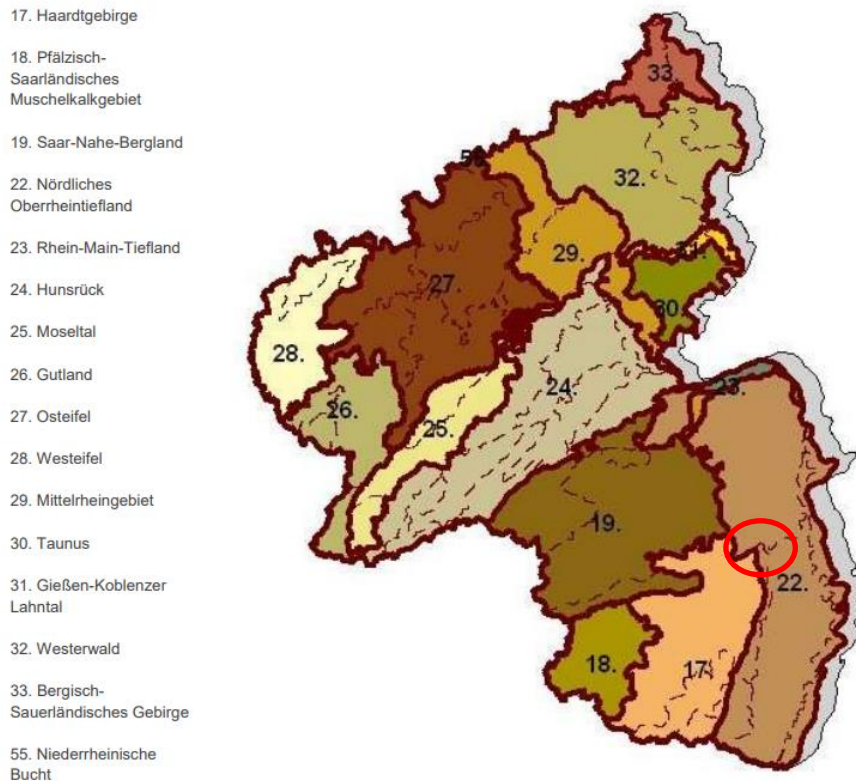 17. Haardtgebirge
18. Pfälzisch-
Saarländisches
Muschelkalkgebiet
19. Saar-Nahe-Bergland
22. Nördliches
Oberrheintiefland
23. Rhein-Main-Tiefland
24. Hunsrück
25. Moseltal
26. Gutland
27. Osteifel
28. Westeifel
29. Mittelrheingebiet
30. Taunus
31. Gießen-Koblenzer
Lahntal
32. Westerwald
33. Bergisch-
Sauerländisches Gebirge
55. Niederrheinische
Bucht
33.
32.
29.
31.
27.
30.
28.
24.
23.
26.
25.
19.
22.
18.
17.